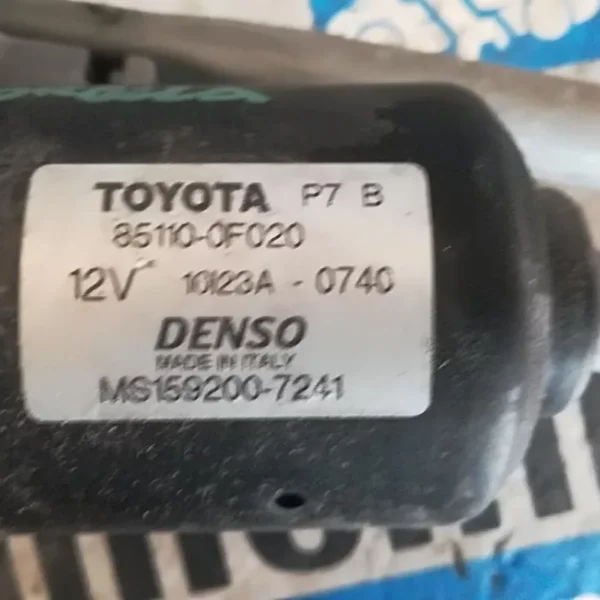 TOYOTA P7 B
85110-0F020
12V 10123A - 0740
DENSO
MADE IN ITALY
MS159200-7241